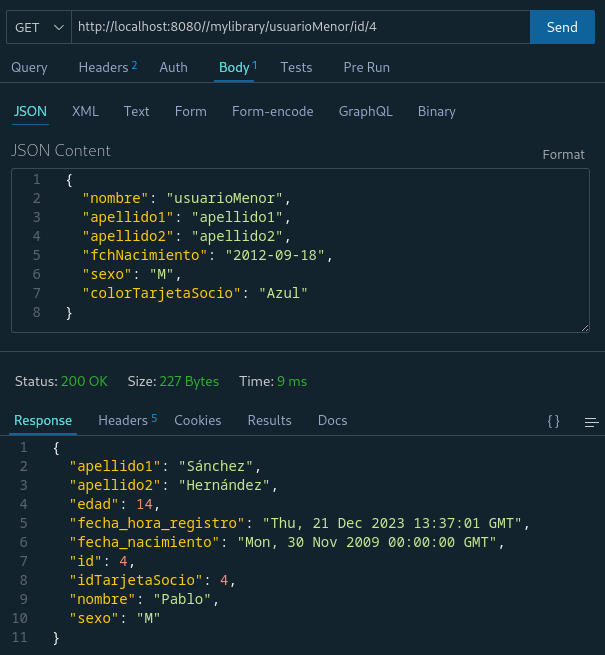 GET http://localhost:8080//mylibrary/usuarioMenor/id/4 Send
Query Headers 2 Auth Body 1 Tests Pre Run
JSON XML Text Form Form-encode GraphQL Binary
JSON Content Format
1 {
2 "nombre": "usuarioMenor",
3 "apellido1": "apellido1",
4 "apellido2": "apellido2",
5 "fchNacimiento": "2012-09-18",
6 "sexo": "M",
7 "colorTarjetaSocio": "Azul"
8 }
Status: 200 OK Size: 227 Bytes Time: 9 ms
Response Headers 5 Cookies Results Docs { }
1 {
2 "apellido1": "Sánchez",
3 "apellido2": "Hernández",
4 "edad": 14,
5 "fecha_hora_registro": "Thu, 21 Dec 2023 13:37:01 GMT",
6 "fecha_nacimiento": "Mon, 30 Nov 2009 00:00:00 GMT",
7 "id": 4,
8 "idTarjetaSocio": 4,
9 "nombre": "Pablo",
10 "sexo": "M"
11 }